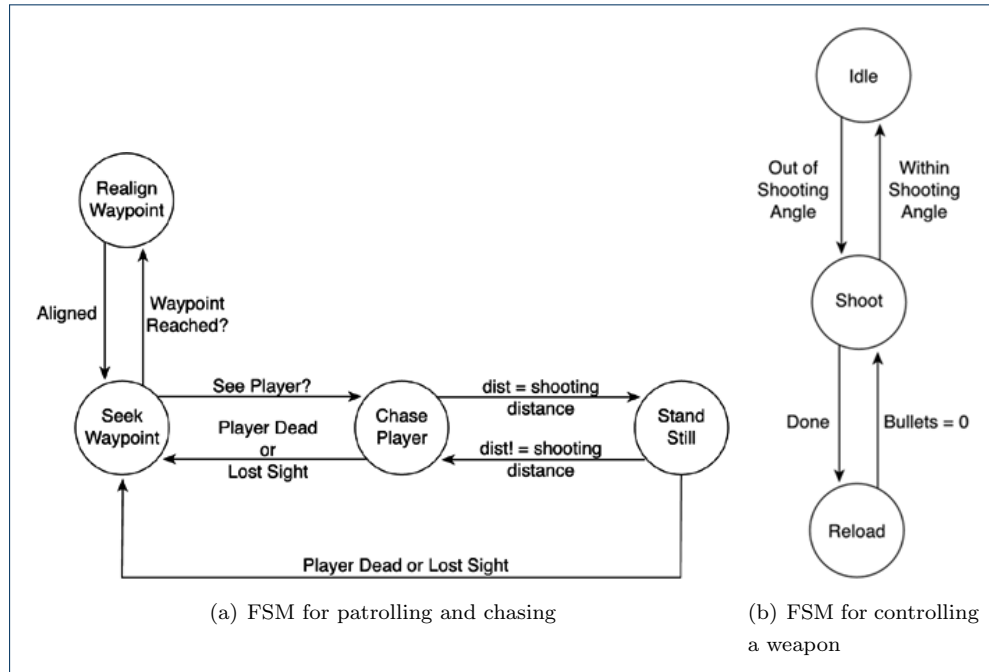 Realign
Waypoint
Aligned
Waypoint
Reached?
Seek
Waypoint
See Player?
Player Dead
or
Lost Sight
Chase
Player
dist = shooting
distance
dist! = shooting
distance
Stand
Still
Player Dead or Lost Sight
(a) FSM for patrolling and chasing
Idle
Out of
Shooting
Angle
Within
Shooting
Angle
Shoot
Done
Bullets = 0
Reload
(b) FSM for controlling
a weapon